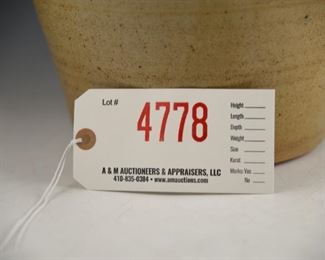 Lot #
4778
Height
Length
Depth
Weight
Size
Karat
Marks: Yes
No
A & M AUCTIONEERS & APPRAISERS, LLC
410-835-0384 • www.amauctions.com